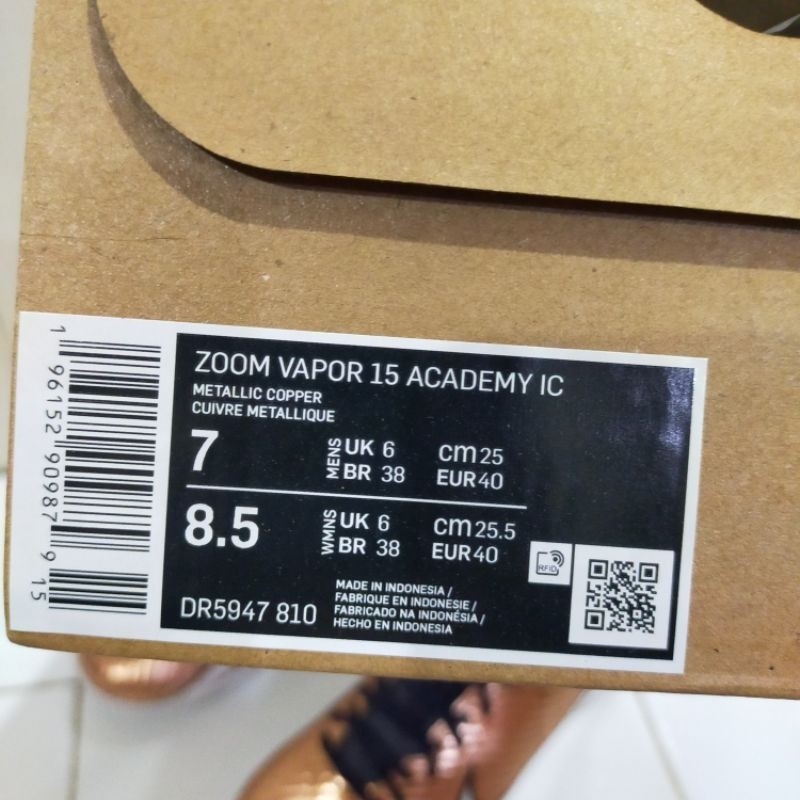 ZOOM VAPOR 15 ACADEMY IC
METALLIC COPPER
CUIVRE METALLIQUE
7 MENS UK 6 cm 25
BR 38 EUR 40
8.5 WMNS UK 6 cm 25.5
BR 38 EUR 40
RFID
DR5947 810
MADE IN INDONESIA /
FABRIQUE EN INDONESIE /
FABRICADO NA INDONÉSIA /
HECHO EN INDONESIA
1 96152 90987 9 15